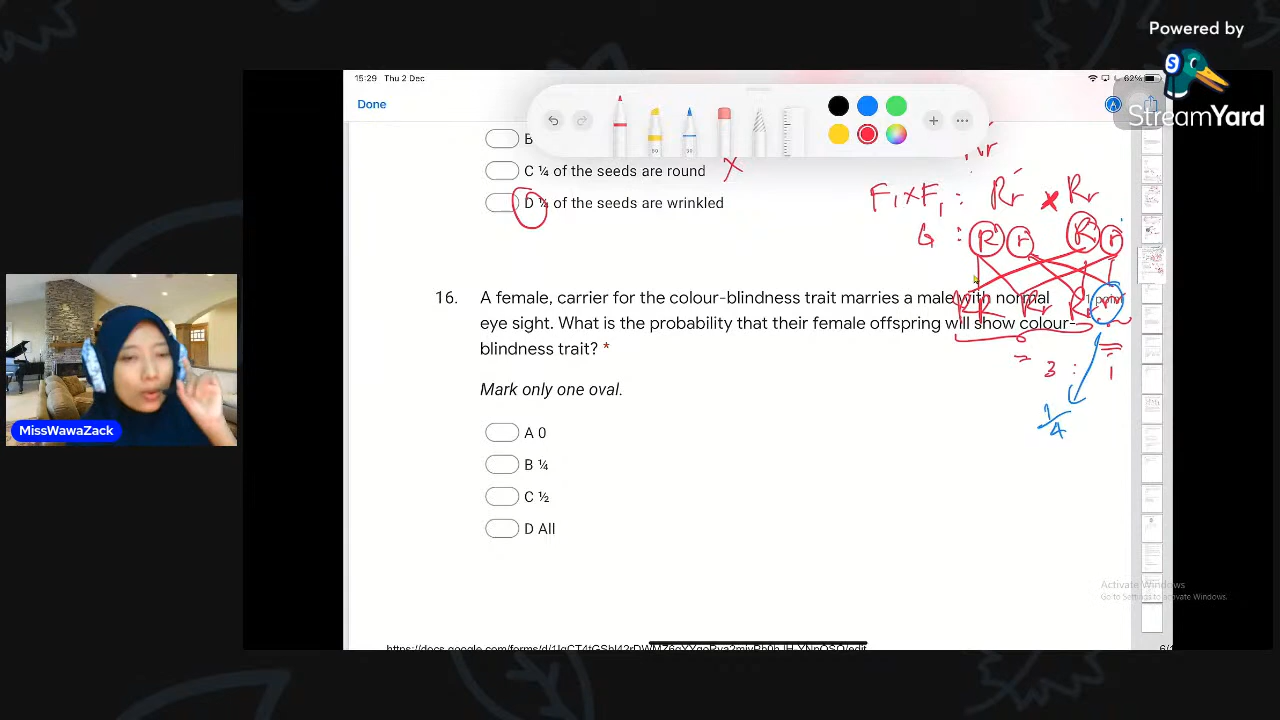 Powered by
StreamYard
15:29 Thu 2 Dec
62%
Done
B
C ¼ of the seeds are round
D ¼ of the seeds are wrinkled
F₁ x F₁ : Rr x Rr
G : R r R r
1 point
RR Rr Rr rr
= 3 : 1
1/4
16. A female, carrier for the colour-blindness trait marries a male with normal
eye sight. What is the probability that their female offspring will show colour-
blindness trait? *
Mark only one oval.
A 0
B ¼
C ½
D All
MissWawaZack
Activate Windows
Go to Settings to activate Windows.